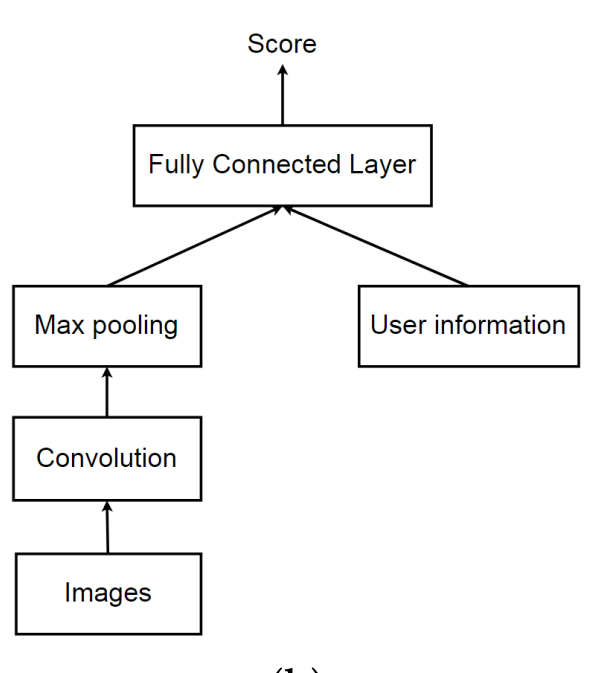 Score
Fully Connected Layer
Max pooling
User information
Convolution
Images